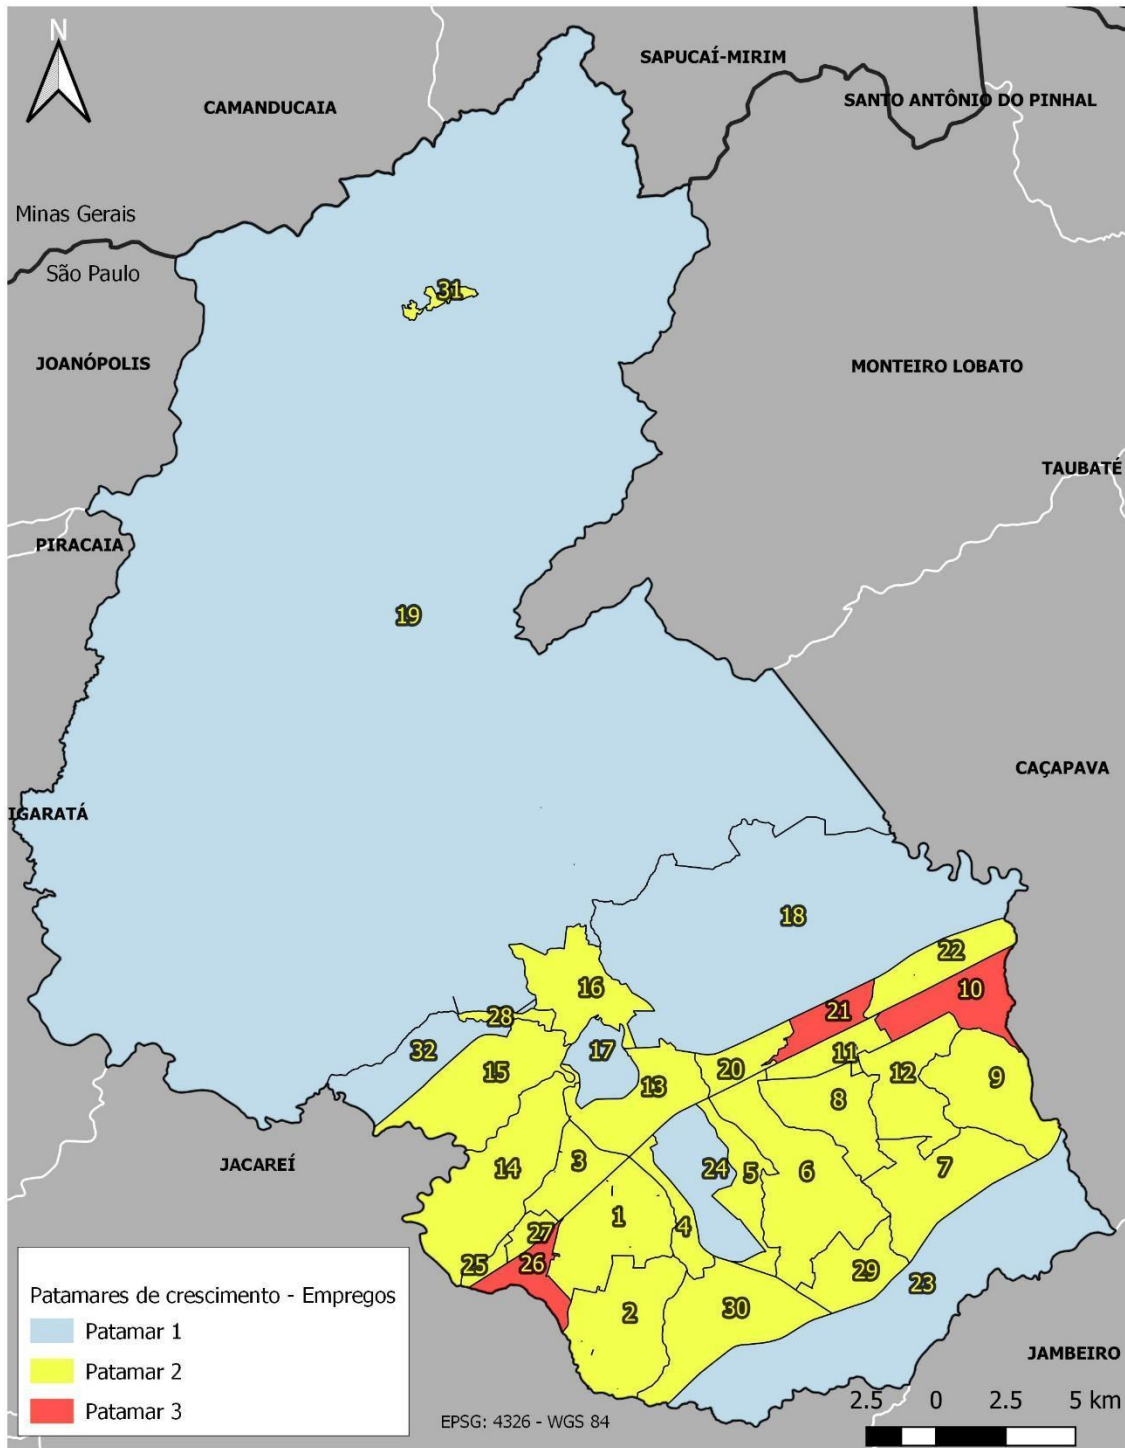 N
SAPUCAÍ-MIRIM
CAMANDUCAIA
SANTO ANTÔNIO DO PINHAL
Minas Gerais
São Paulo
31
JOANÓPOLIS
MONTEIRO LOBATO
TAUBATÉ
PIRACAIA
19
CAÇAPAVA
IGARATÁ
18
22
16
10
21
28
32
17
11
15
20
12
9
13
8
JACAREÍ
14
3
24
5
6
7
1
4
27
25
26
29
23
2
30
Patamares de crescimento - Empregos
Patamar 1
Patamar 2
Patamar 3
JAMBEIRO
EPSG: 4326 - WGS 84
2.5 0 2.5 5 km